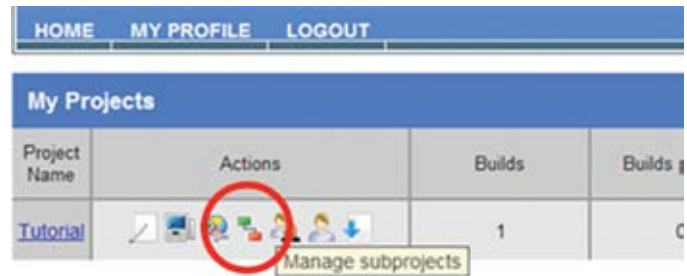 HOME MY PROFILE LOGOUT
My Projects
Project Name Actions Builds Builds
Tutorial 1
Manage subprojects